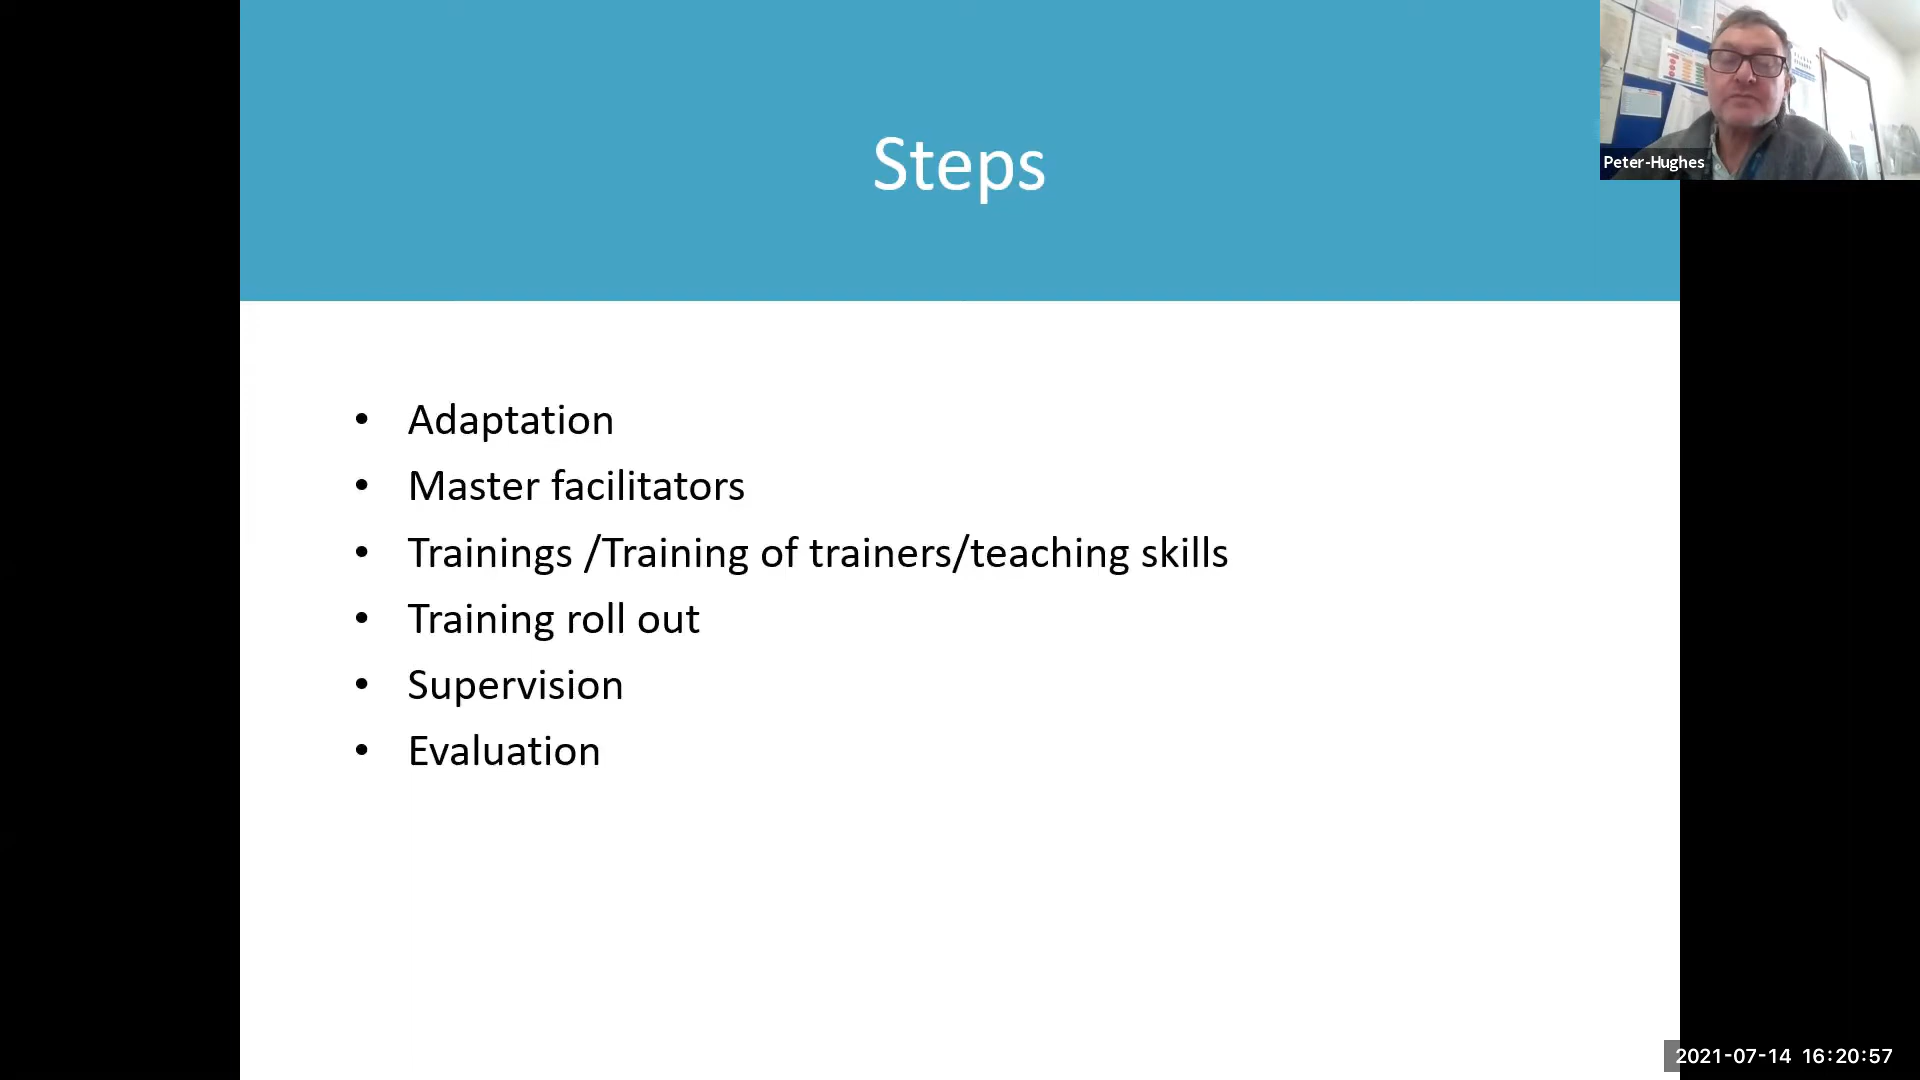 Steps
Peter-Hughes
• Adaptation
• Master facilitators
• Trainings /Training of trainers/teaching skills
• Training roll out
• Supervision
• Evaluation
2021-07-14 16:20:57